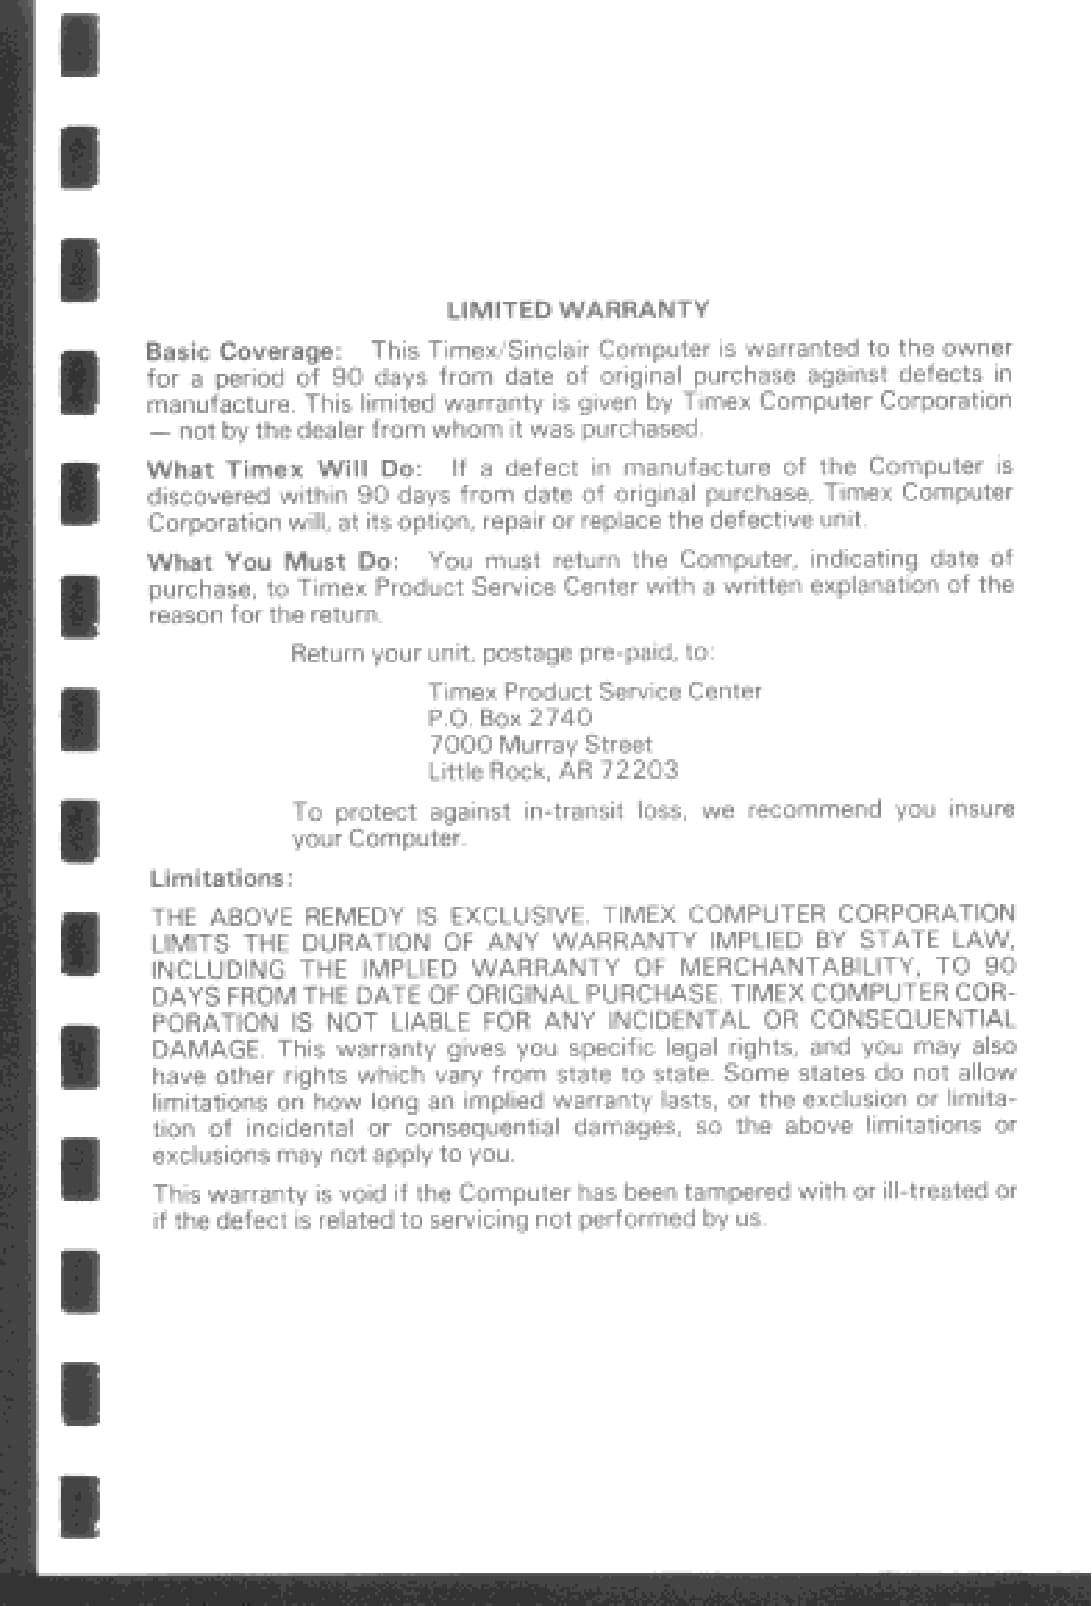 LIMITED WARRANTY
Basic Coverage: This Timex/Sinclair Computer is warranted to the owner
for a period of 90 days from date of original purchase against defects in
manufacture. This limited warranty is given by Timex Computer Corporation
— not by the dealer from whom it was purchased.
What Timex Will Do: If a defect in manufacture of the Computer is
discovered within 90 days from date of original purchase, Timex Computer
Corporation will, at its option, repair or replace the defective unit.
What You Must Do: You must return the Computer, indicating date of
purchase, to Timex Product Service Center with a written explanation of the
reason for the return.
Return your unit, postage pre-paid, to:
Timex Product Service Center
P.O. Box 2740
7000 Murray Street
Little Rock, AR 72203
To protect against in-transit loss, we recommend you insure
your Computer.
Limitations:
THE ABOVE REMEDY IS EXCLUSIVE. TIMEX COMPUTER CORPORATION
LIMITS THE DURATION OF ANY WARRANTY IMPLIED BY STATE LAW,
INCLUDING THE IMPLIED WARRANTY OF MERCHANTABILITY, TO 90
DAYS FROM THE DATE OF ORIGINAL PURCHASE. TIMEX COMPUTER COR-
PORATION IS NOT LIABLE FOR ANY INCIDENTAL OR CONSEQUENTIAL
DAMAGE. This warranty gives you specific legal rights, and you may also
have other rights which vary from state to state. Some states do not allow
limitations on how long an implied warranty lasts, or the exclusion or limita-
tion of incidental or consequential damages, so the above limitations or
exclusions may not apply to you.
This warranty is void if the Computer has been tampered with or ill-treated or
if the defect is related to servicing not performed by us.